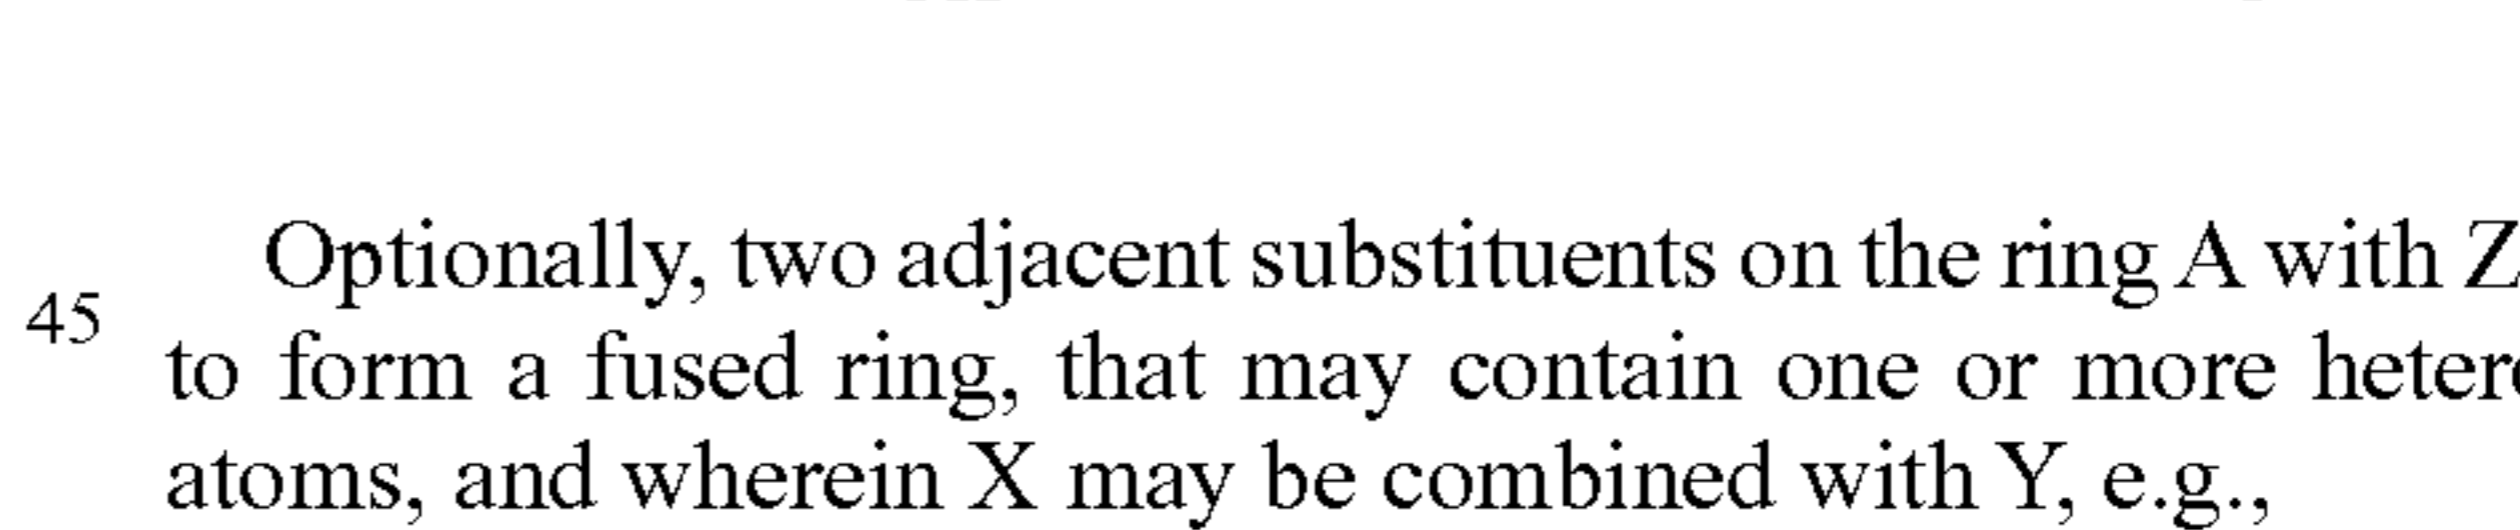 Optionally, two adjacent substituents on the ring A with Z
45
to form a fused ring, that may contain one or more
atoms, and wherein X may be combined with Y, e.g.,